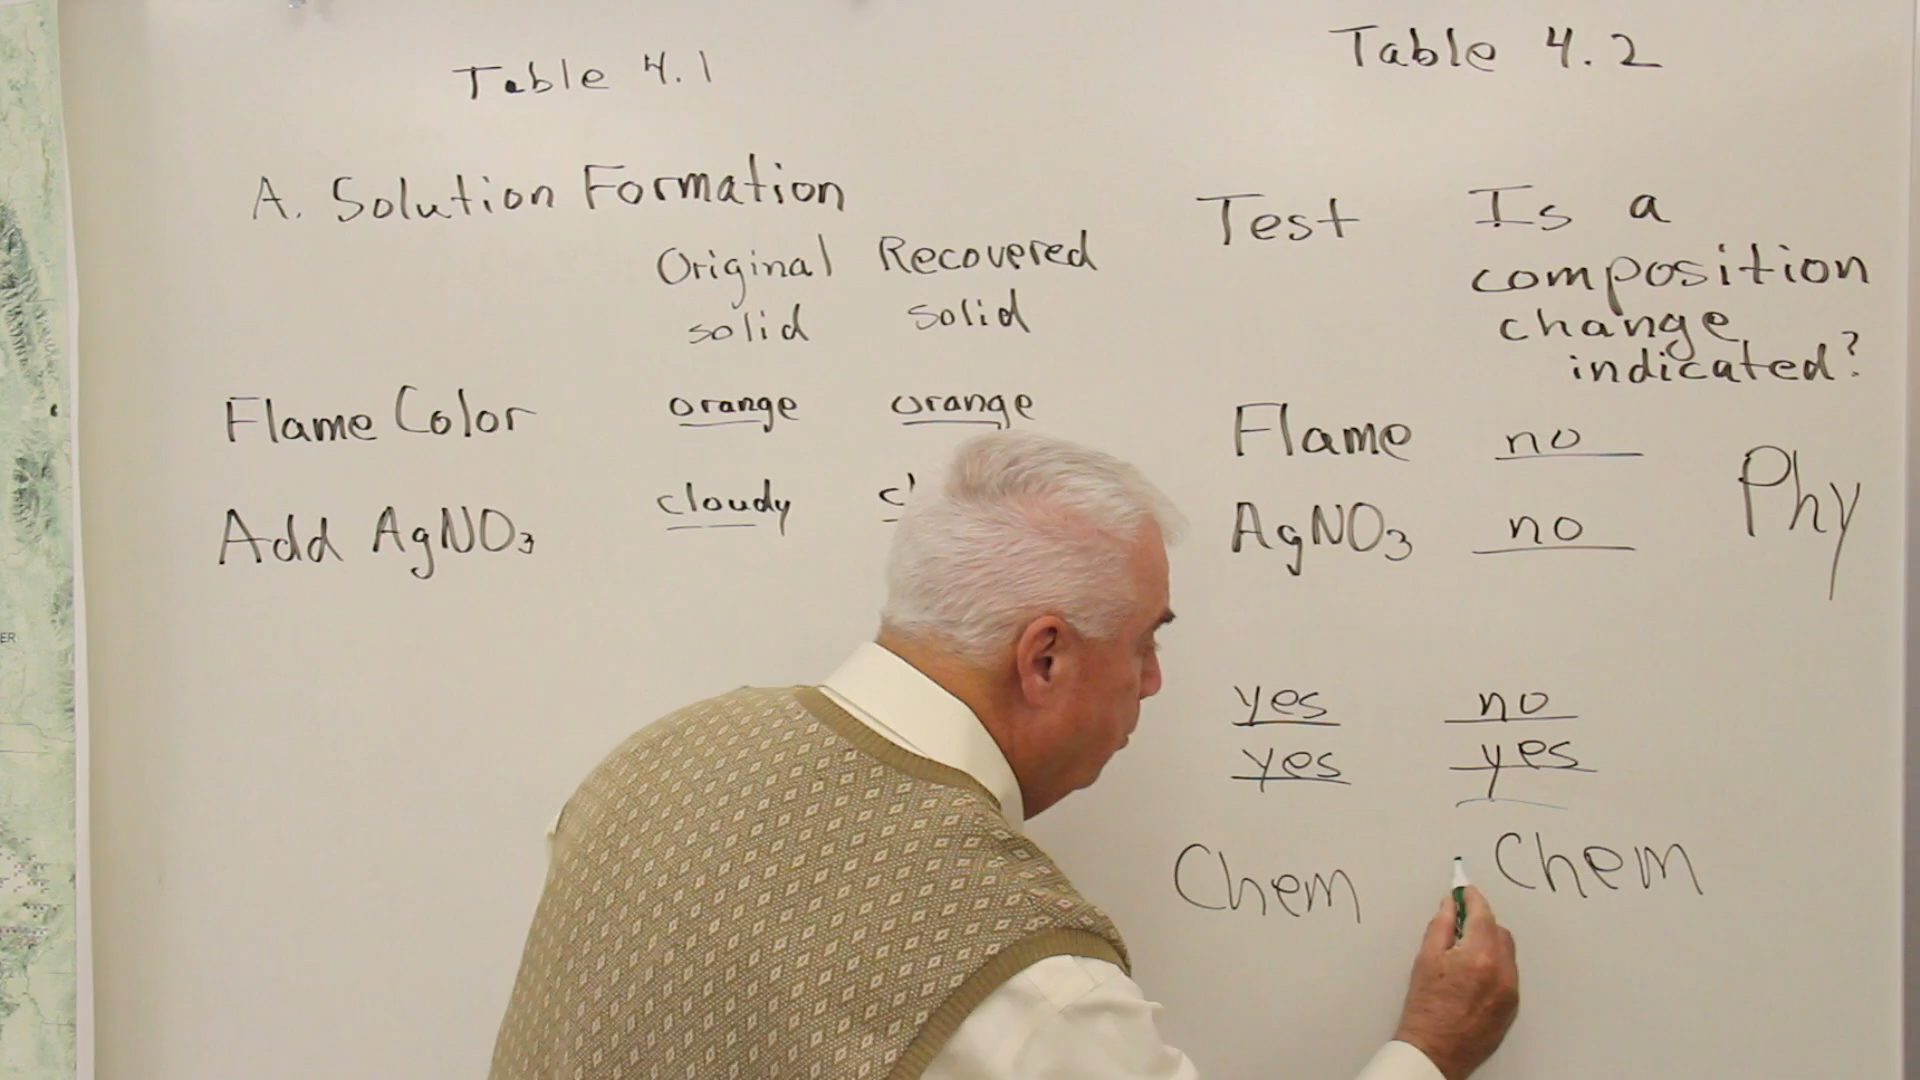 Table 4.1
A. Solution Formation
Original Recovered
solid solid
Flame Color orange orange
Add AgNO3 cloudy
Table 4.2
Test Is a
composition
change
indicated?
Flame no
AgNO3 no
Phy
yes no
yes yes
Chem Chem
ER